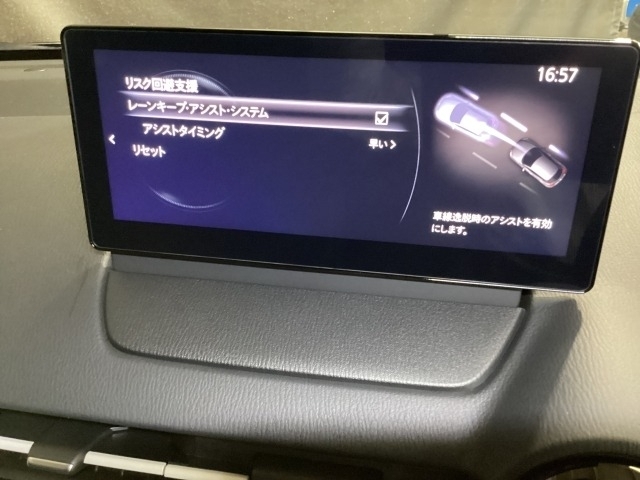 16:57
リスク回避支援
レーンキープ・アシスト・システム
アシストタイミング
早い
リセット
車線逸脱時のアシストを有効
にします。